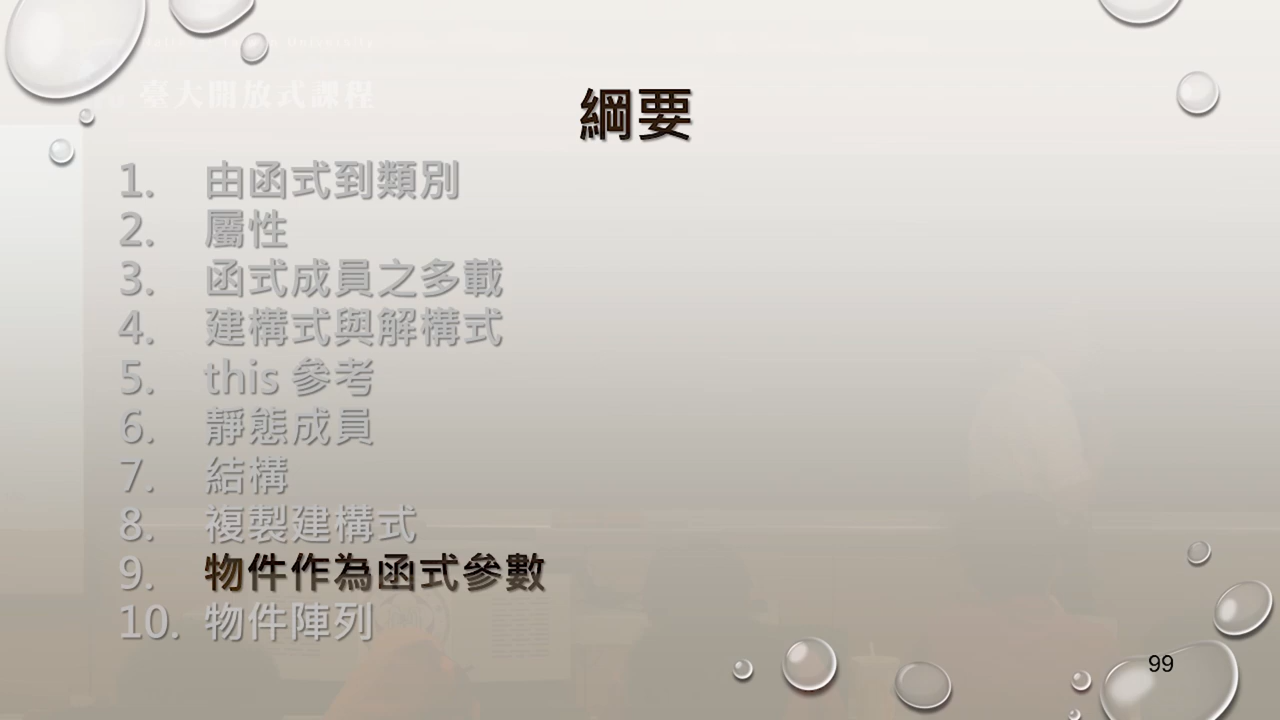 臺大開放式課程
綱要
1. 由函式到類別
2. 屬性
3. 函式成員之多載
4. 建構式與解構式
5. this 參考
6. 靜態成員
7. 結構
8. 複製建構式
9. 物件作為函式參數
10. 物件陣列
99